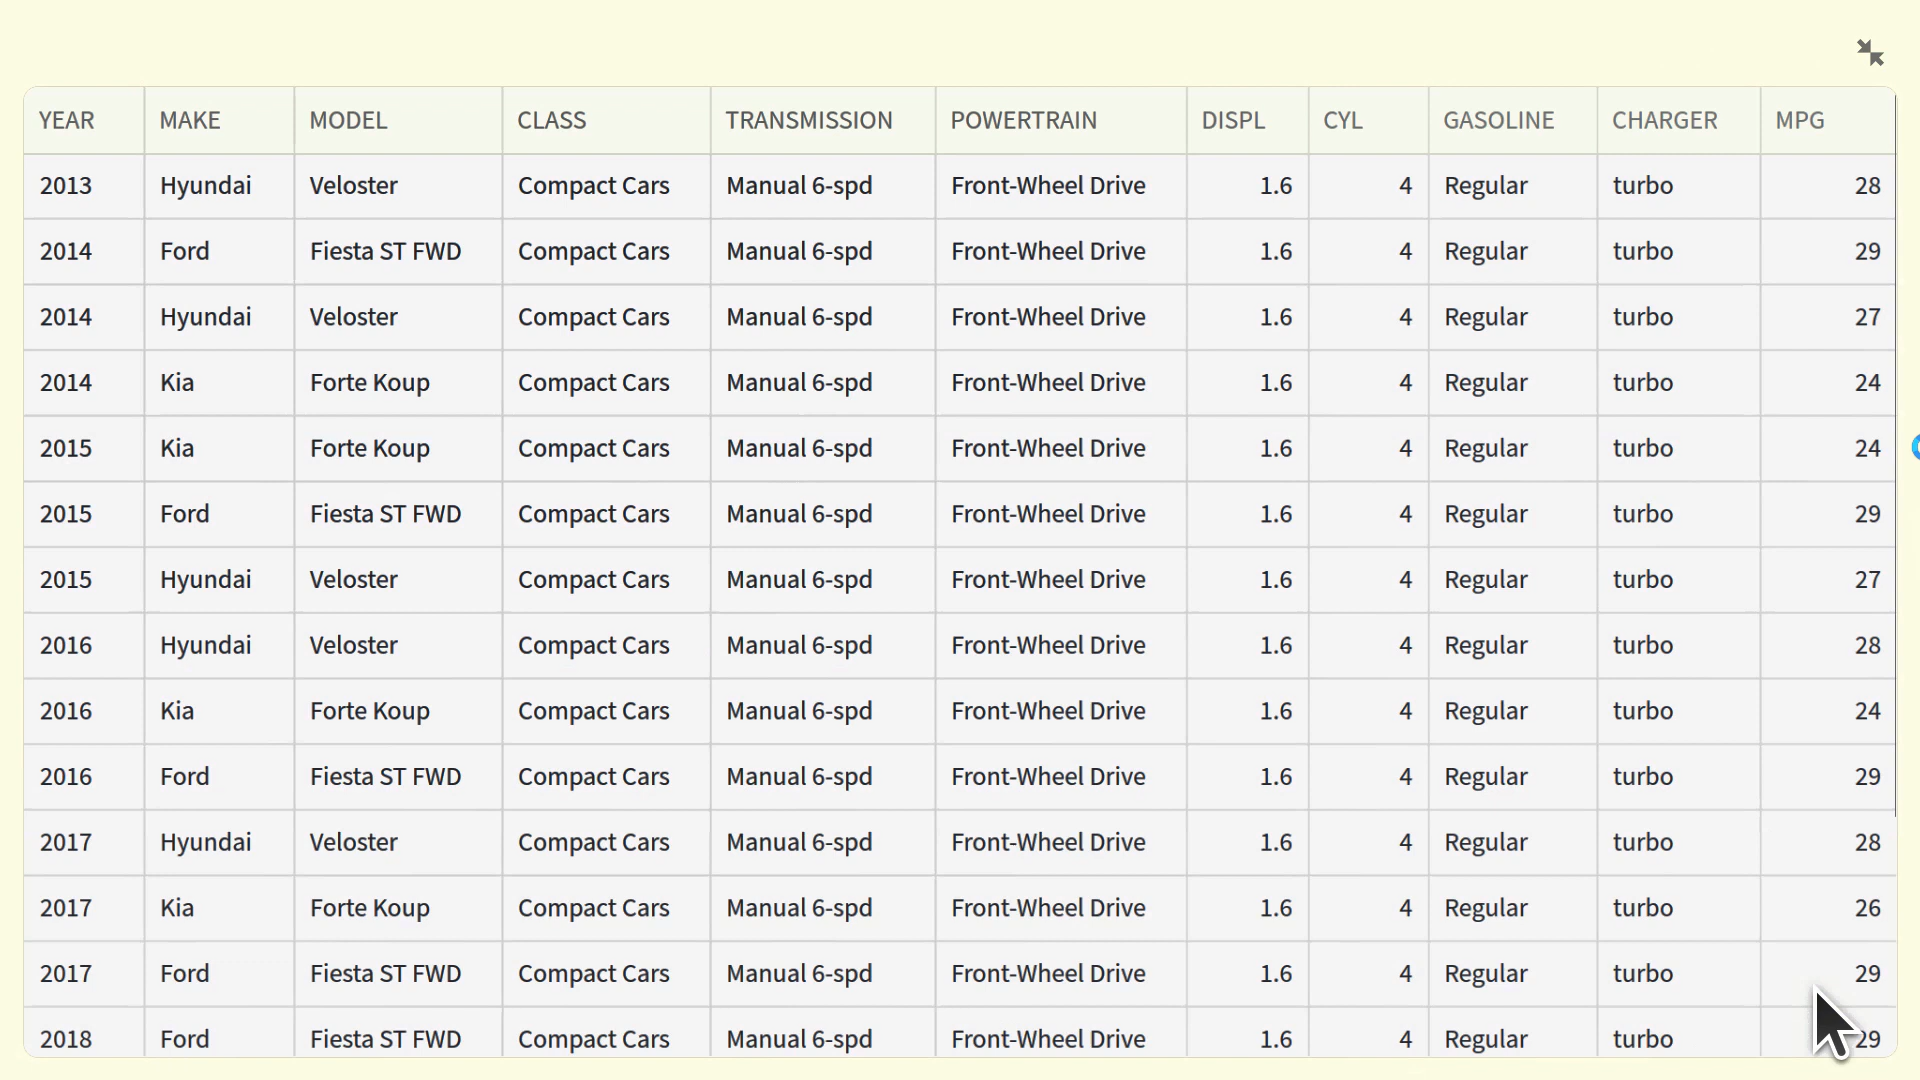 YEAR MAKE MODEL CLASS TRANSMISSION POWERTRAIN DISPL CYL GASOLINE CHARGER MPG
2013 Hyundai Veloster Compact Cars Manual 6-spd Front-Wheel Drive 1.6 4 Regular turbo 28
2014 Ford Fiesta ST FWD Compact Cars Manual 6-spd Front-Wheel Drive 1.6 4 Regular turbo 29
2014 Hyundai Veloster Compact Cars Manual 6-spd Front-Wheel Drive 1.6 4 Regular turbo 27
2014 Kia Forte Koup Compact Cars Manual 6-spd Front-Wheel Drive 1.6 4 Regular turbo 24
2015 Kia Forte Koup Compact Cars Manual 6-spd Front-Wheel Drive 1.6 4 Regular turbo 24
2015 Ford Fiesta ST FWD Compact Cars Manual 6-spd Front-Wheel Drive 1.6 4 Regular turbo 29
2015 Hyundai Veloster Compact Cars Manual 6-spd Front-Wheel Drive 1.6 4 Regular turbo 27
2016 Hyundai Veloster Compact Cars Manual 6-spd Front-Wheel Drive 1.6 4 Regular turbo 28
2016 Kia Forte Koup Compact Cars Manual 6-spd Front-Wheel Drive 1.6 4 Regular turbo 24
2016 Ford Fiesta ST FWD Compact Cars Manual 6-spd Front-Wheel Drive 1.6 4 Regular turbo 29
2017 Hyundai Veloster Compact Cars Manual 6-spd Front-Wheel Drive 1.6 4 Regular turbo 28
2017 Kia Forte Koup Compact Cars Manual 6-spd Front-Wheel Drive 1.6 4 Regular turbo 26
2017 Ford Fiesta ST FWD Compact Cars Manual 6-spd Front-Wheel Drive 1.6 4 Regular turbo 29
2018 Ford Fiesta ST FWD Compact Cars Manual 6-spd Front-Wheel Drive 1.6 4 Regular turbo 29